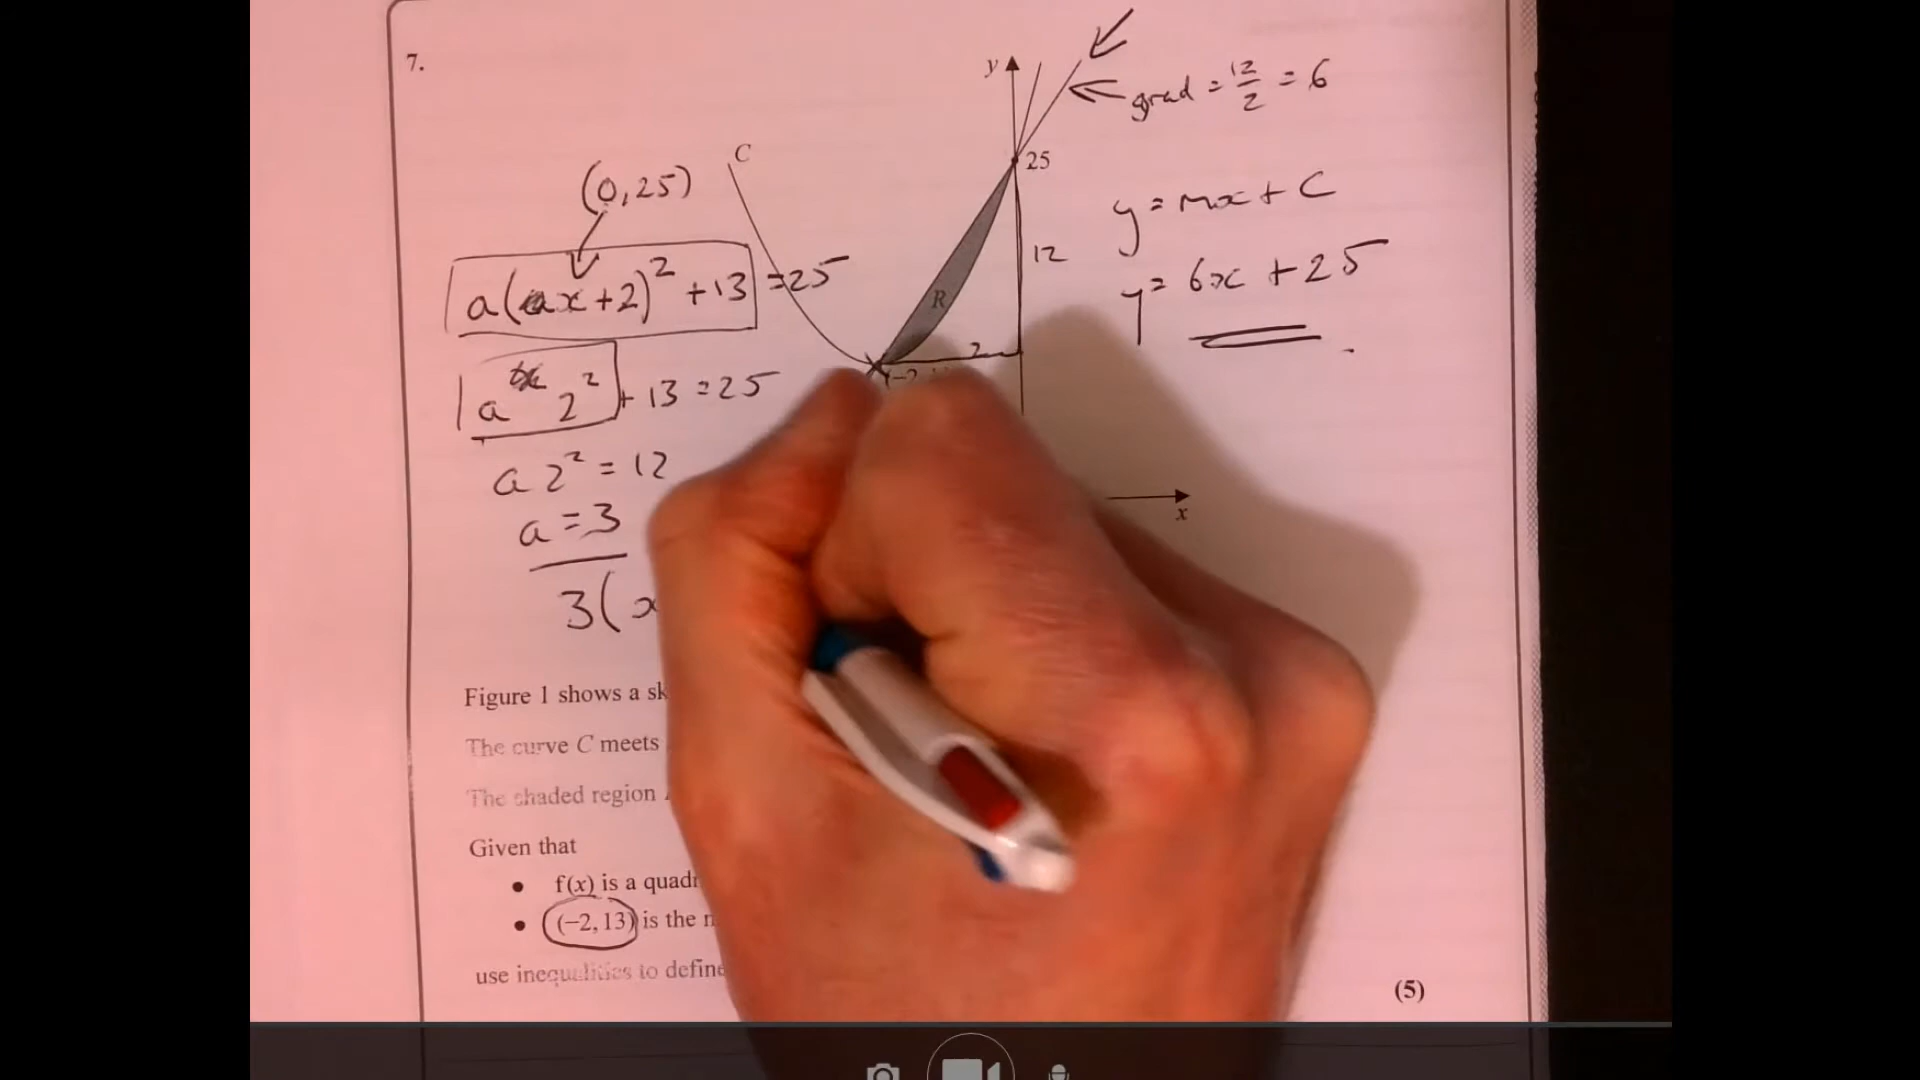 7.
y
grad = 12/2 = 6
C
25
(0,25)
y = mx + C
12
a(x+2)² +13 = 25
R
y = 6x + 25
2
(−2,
a 2² + 13 = 25
a 2² = 12
x
a = 3
3(x
Figure 1 shows a sk
The curve C meets
The shaded region
Given that
• f(x) is a quadr
• (−2, 13) is the
use inequalities to define
(5)